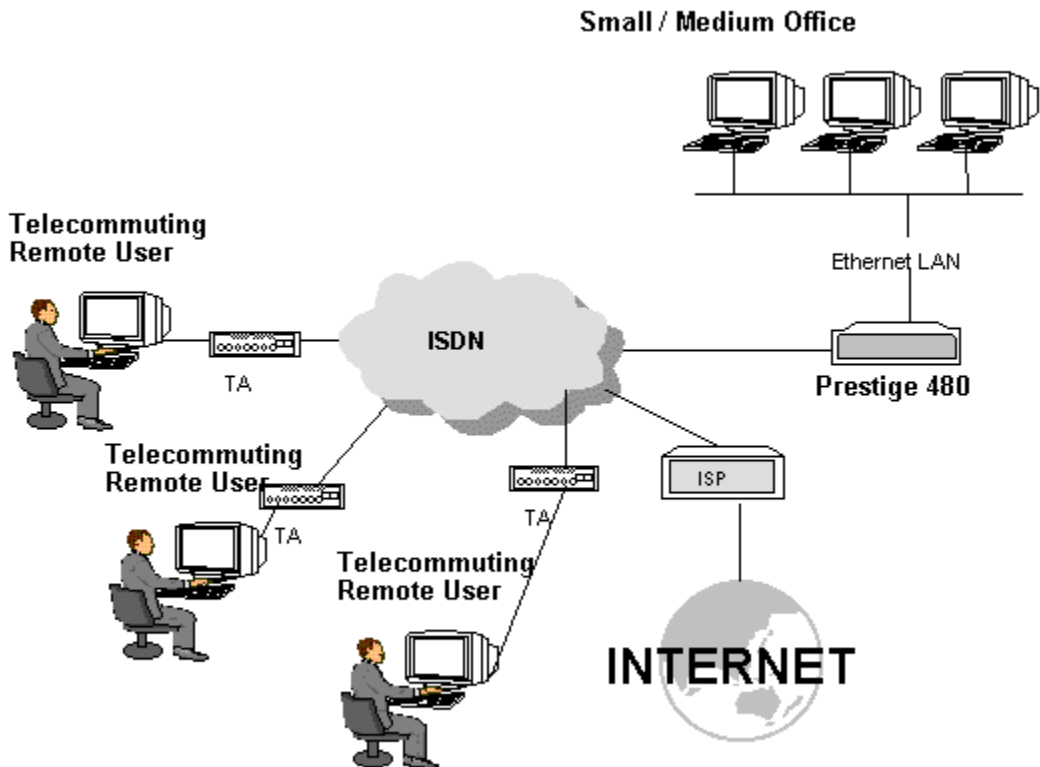 Small / Medium Office
Telecommuting
Remote User
Ethernet LAN
ISDN
TA
Prestige 480
Telecommuting
Remote User
ISP
TA
TA
Telecommuting
Remote User
INTERNET